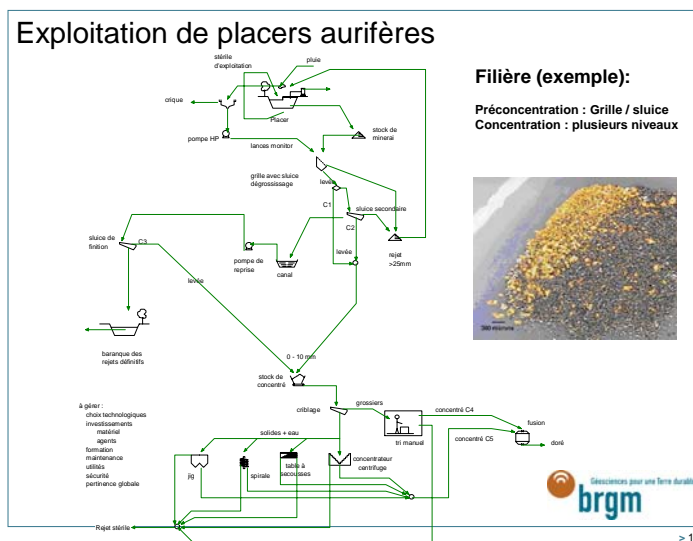 Exploitation de placers aurifères
stérile
d'exploitation
pluie
crique
Placer
pompe HP
lances monitor
stock de
minerai
grille avec sluice
dégrossissage
levée
C1
sluice secondaire
C2
levée
rejet
>25mm
sluice de
finition
C3
pompe de
reprise
canal
levée
baranque des
rejets définitifs
0 - 10 mm
stock de
concentré
criblage
grossiers
tri manuel
concentré C4
concentré C5
fusion
doré
solides + eau
jig
spirale
table à
secousses
concentrateur
centrifuge
Rejet stérile
à gérer :
choix technologiques
investissements
matériel
agents
formation
maintenance
utilités
sécurité
pertinence globale
Filière (exemple):
Préconcentration : Grille / sluice
Concentration : plusieurs niveaux
Géosciences pour une Terre durable
brgm
> 1